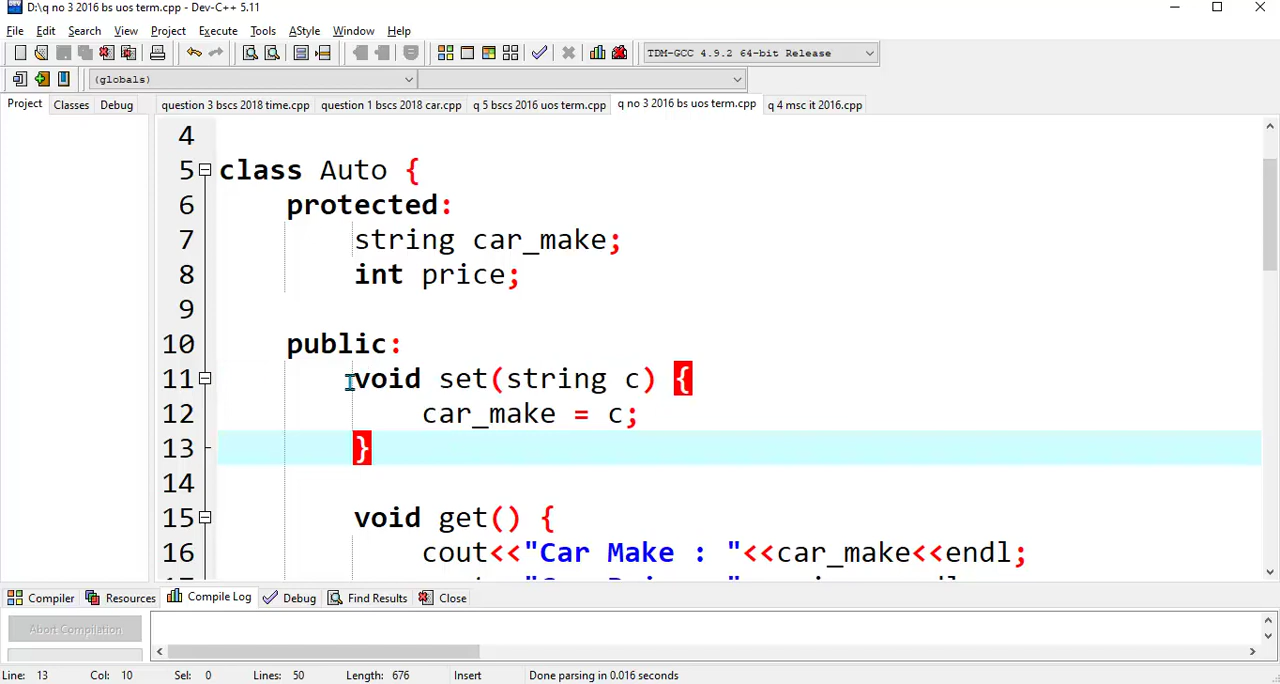 D:\q no 3 2016 bs uos term.cpp - Dev-C++ 5.11
File Edit Search View Project Execute Tools AStyle Window Help
TDM-GCC 4.9.2 64-bit Release
(globals)
Project Classes Debug question 3 bscs 2018 time.cpp question 1 bscs 2018 car.cpp q 5 bscs 2016 uos term.cpp q no 3 2016 bs uos term.cpp q 4 msc it 2016.cpp
4
5 class Auto {
6 protected:
7 string car_make;
8 int price;
9
10 public:
11 void set(string c) {
12 car_make = c;
13 }
14
15 void get() {
16 cout<<"Car Make : "<<car_make<<endl;
Compiler Resources Compile Log Debug Find Results Close
Abort Compilation
Line: 13 Col: 10 Sel: 0 Lines: 50 Length: 676 Insert Done parsing in 0.016 seconds